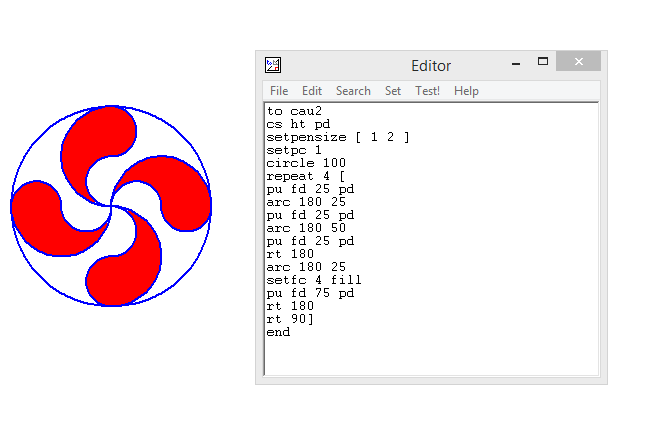 Editor
File Edit Search Set Test! Help
to cau2
cs ht pd
setpensize [ 1 2 ]
setpc 1
circle 100
repeat 4 [
pu fd 25 pd
arc 180 25
pu fd 25 pd
arc 180 50
pu fd 25 pd
rt 180
arc 180 25
setfc 4 fill
pu fd 75 pd
rt 180
rt 90]
end